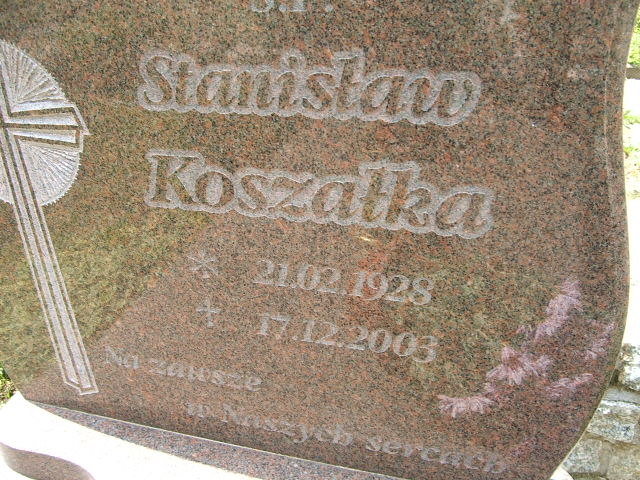 Ś.P.
Stanisław
Koszałka
* 21.02.1928
+ 17.12.2003
Na zawsze
w Naszych sercach